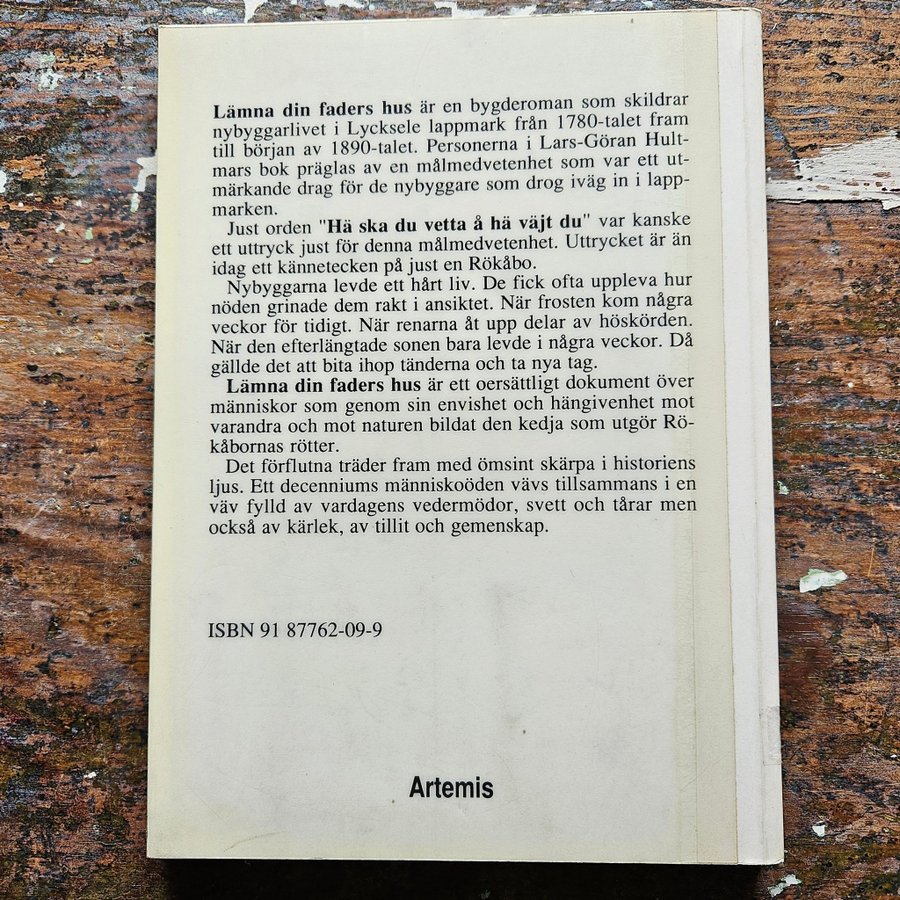 Lämna din faders hus är en bygderoman som skildrar
nybyggarlivet i Lycksele lappmark från 1780-talet fram
till början av 1890-talet. Personerna i Lars-Göran Hult-
mars bok präglas av en målmedvetenhet som var ett ut-
märkande drag för de nybyggare som drog iväg in i lapp-
marken.
Just orden "Hä ska du vetta å hä väjt du" var kanske
ett uttryck just för denna målmedvetenhet. Uttrycket är än
idag ett kännetecken på just en Rökåbo.
Nybyggarna levde ett hårt liv. De fick ofta uppleva hur
nöden grinade dem rakt i ansiktet. När frosten kom några
veckor för tidigt. När renarna åt upp delar av höskörden.
När den efterlängtade sonen bara levde i några veckor. Då
gällde det att bita ihop tänderna och ta nya tag.
Lämna din faders hus är ett oersättligt dokument över
människor som genom sin envishet och hängivenhet mot
varandra och mot naturen bildat den kedja som utgör Rö-
kåbornas rötter.
Det förflutna träder fram med ömsint skärpa i historiens
ljus. Ett decenniums människoöden vävs tillsammans i en
väv fylld av vardagens vedermödor, svett och tårar men
också av kärlek, av tillit och gemenskap.
ISBN 91 87762-09-9
Artemis